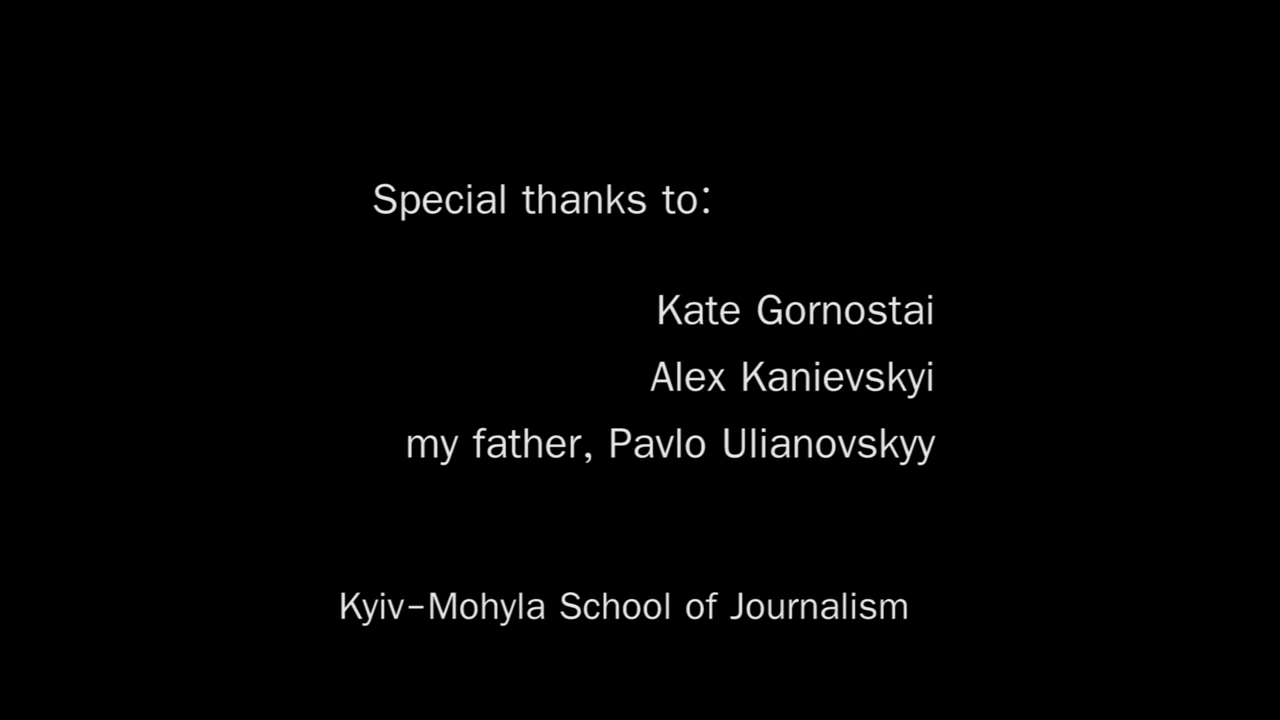 Special thanks to:
Kate Gornostai
Alex Kanievskyi
my father, Pavlo Ulianovskyy
Kyiv-Mohyla School of Journalism